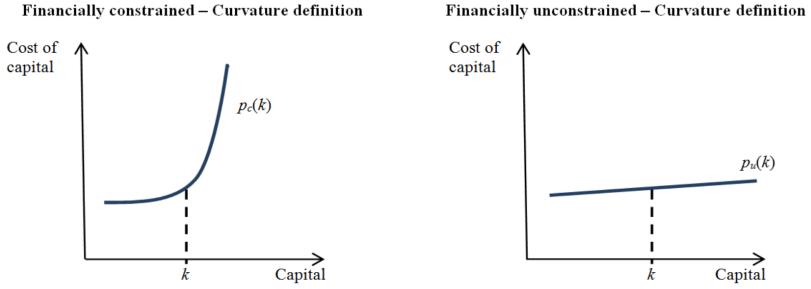 Financially constrained – Curvature definition
Cost of
capital
pc(k)
k
Capital
Financially unconstrained – Curvature definition
Cost of
capital
pu(k)
k
Capital